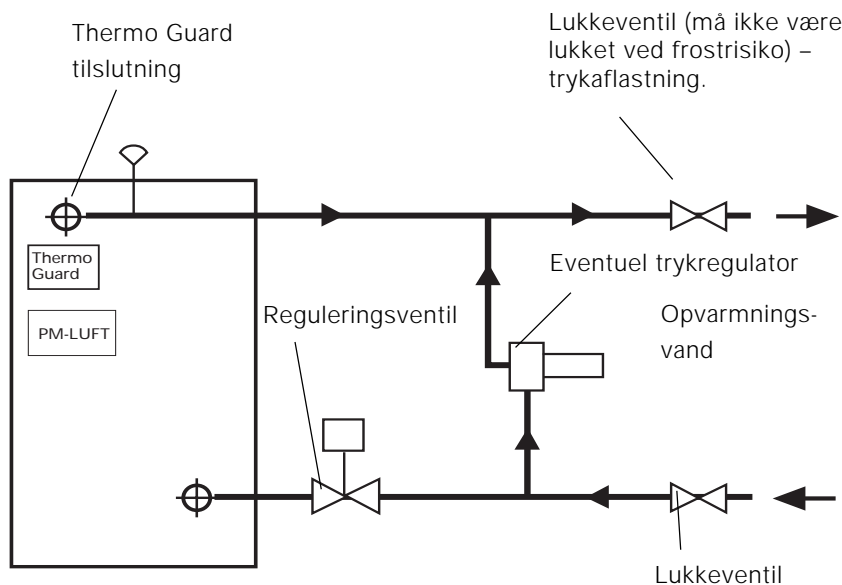 Thermo Guard
tilslutning
Lukkeventil (må ikke være
lukket ved frostrisiko) –
trykaflastning.
Thermo
Guard
PM-LUFT
Reguleringsventil
Eventuel trykregulator
Opvarmnings-
vand
Lukkeventil